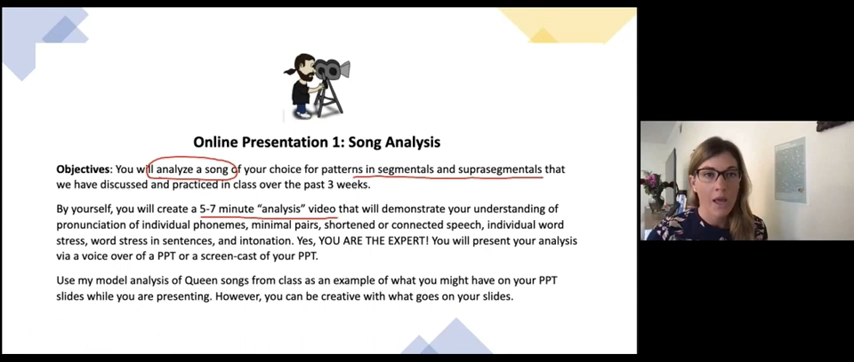 Online Presentation 1: Song Analysis
Objectives: You will analyze a song of your choice for patterns in segmentals and suprasegmentals that
we have discussed and practiced in class over the past 3 weeks.
By yourself, you will create a 5-7 minute “analysis” video that will demonstrate your understanding of
pronunciation of individual phonemes, minimal pairs, shortened or connected speech, individual word
stress, word stress in sentences, and intonation. Yes, YOU ARE THE EXPERT! You will present your analysis
via a voice over of a PPT or a screen-cast of your PPT.
Use my model analysis of Queen songs from class as an example of what you might have on your PPT
slides while you are presenting. However, you can be creative with what goes on your slides.